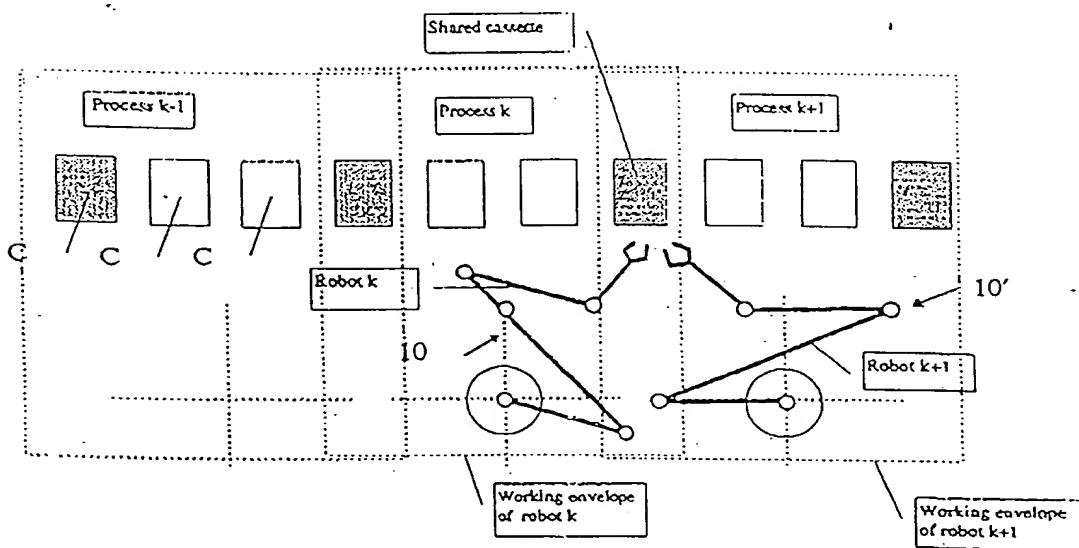 Shared cassette
Process k-1
Process k
Process k+1
C
C
C
Robot k
10
10'
Robot k+1
Working envelope
of robot k
Working envelope
of robot k+1